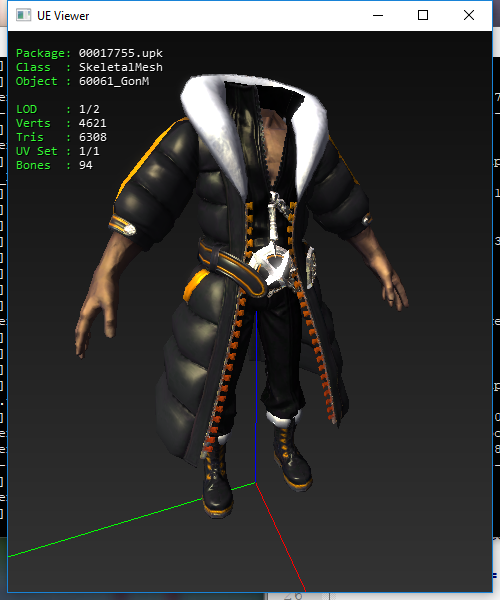 UE Viewer
Package: 00017755.upk
Class : SkeletalMesh
Object : 60061_GonM
LOD : 1/2
Verts : 4621
Tris : 6308
UV Set : 1/1
Bones : 94
26